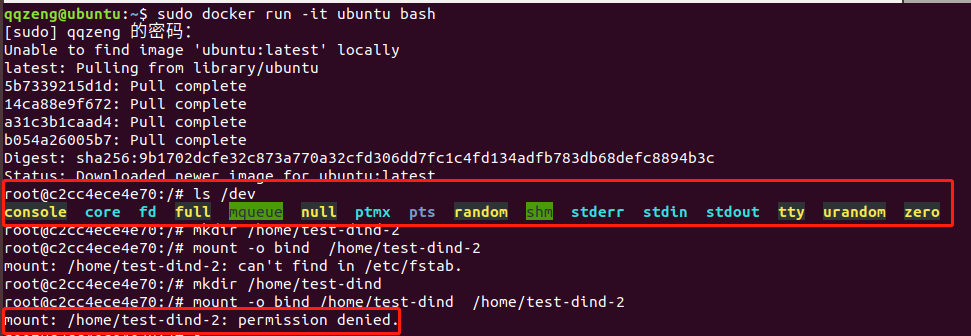 qqzeng@ubuntu:~$ sudo docker run -it ubuntu bash
[sudo] qqzeng 的密码：
Unable to find image 'ubuntu:latest' locally
latest: Pulling from library/ubuntu
5b7339215d1d: Pull complete
14ca88e9f672: Pull complete
a31c3b1caad4: Pull complete
b054a26005b7: Pull complete
Digest: sha256:9b1702dcfe32c873a770a32cfd306dd7fc1c4fd134adfb783db68defc8894b3c
Status: Downloaded newer image for ubuntu:latest
root@c2cc4ece4e70:/# ls /dev
console core fd full mqueue null ptmx pts random shm stderr stdin stdout tty urandom zero
root@c2cc4ece4e70:/# mkdir /home/test-dind-2
root@c2cc4ece4e70:/# mount -o bind  /home/test-dind-2
mount: /home/test-dind-2: can't find in /etc/fstab.
root@c2cc4ece4e70:/# mkdir /home/test-dind
root@c2cc4ece4e70:/# mount -o bind /home/test-dind  /home/test-dind-2
mount: /home/test-dind-2: permission denied.